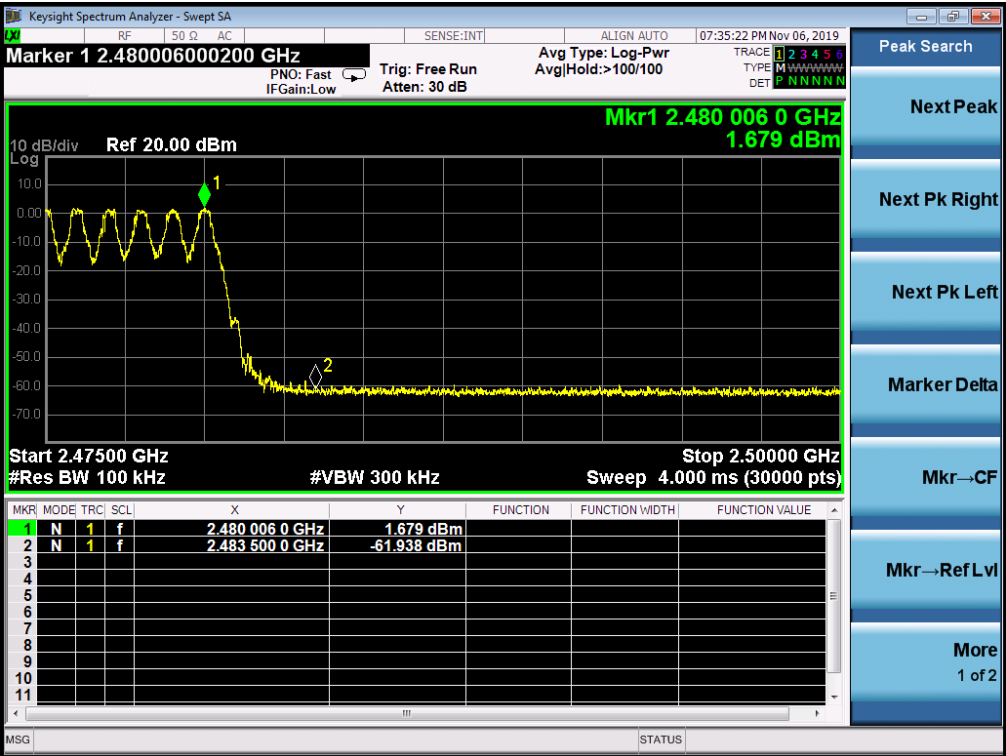 Keysight Spectrum Analyzer - Swept SA
LXI
RF
50 Ω
AC
SENSE:INT
ALIGN AUTO
07:35:22 PM Nov 06, 2019
Marker 1 2.480006000200 GHz
PNO: Fast
IFGain:Low
Trig: Free Run
Atten: 30 dB
Avg Type: Log-Pwr
Avg|Hold:>100/100
TRACE 1 2 3 4 5 6
TYPE M W W W W W
DET P N N N N N
Mkr1 2.480 006 0 GHz
1.679 dBm
10 dB/div
Log
Ref 20.00 dBm
10.0
0.00
-10.0
-20.0
-30.0
-40.0
-50.0
-60.0
-70.0
1
2
Start 2.47500 GHz
Stop 2.50000 GHz
#Res BW 100 kHz
#VBW 300 kHz
Sweep 4.000 ms (30000 pts)
MKR MODE TRC SCL X Y FUNCTION FUNCTION WIDTH FUNCTION VALUE
1 N 1 f 2.480 006 0 GHz 1.679 dBm
2 N 1 f 2.483 500 0 GHz -61.938 dBm
3
4
5
6
7
8
9
10
11
MSG
STATUS
Peak Search
Next Peak
Next Pk Right
Next Pk Left
Marker Delta
Mkr→CF
Mkr→Ref Lvl
More
1 of 2